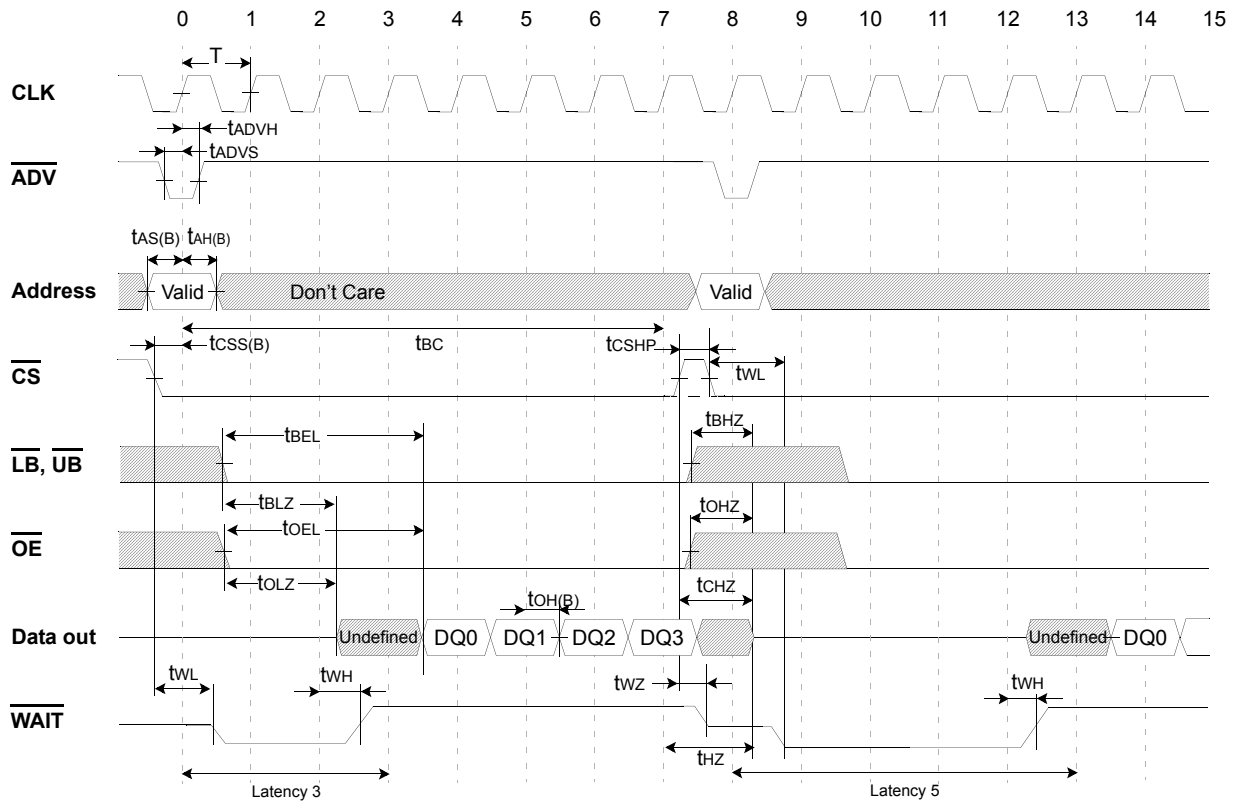 0 1 2 3 4 5 6 7 8 9 10 11 12 13 14 15
T
CLK
tADVH
tADVS
ADV
tAS(B) tAH(B)
Address Valid Don't Care Valid
tCSS(B) tBC tCSHP
CS tWL
tBHZ
tBEL
LB, UB
tBLZ tOHZ
tOEL
OE
tOLZ tCHZ
tOH(B)
Data out Undefined DQ0 DQ1 DQ2 DQ3 Undefined DQ0
tWL tWH tWZ tWH
WAIT
tHZ
Latency 3 Latency 5